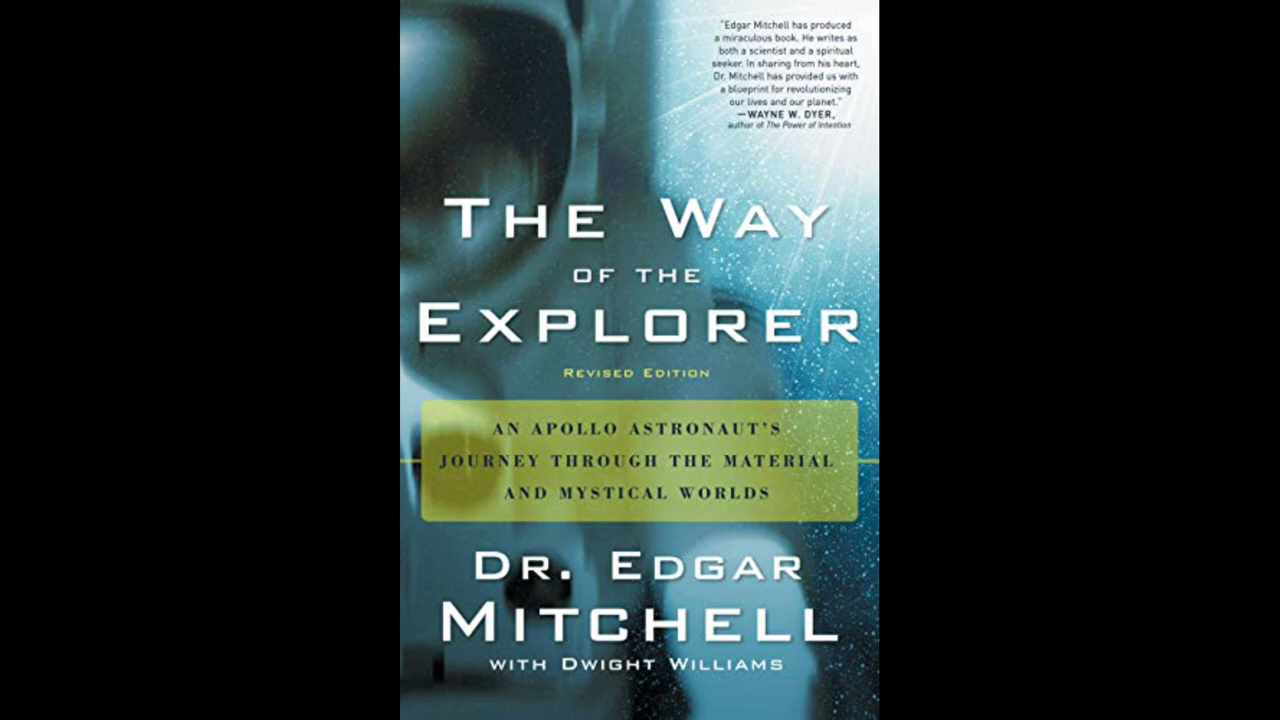 "Edgar Mitchell has produced
a miraculous book. He writes as
both a scientist and a spiritual
seeker. In sharing from his heart,
Dr. Mitchell has provided us with
a blueprint for revolutionizing
our lives and our planet."
—WAYNE W. DYER,
author of The Power of Intention
THE WAY
OF THE
EXPLORER
REVISED EDITION
AN APOLLO ASTRONAUT'S
JOURNEY THROUGH THE MATERIAL
AND MYSTICAL WORLDS
DR. EDGAR
MITCHELL
WITH DWIGHT WILLIAMS